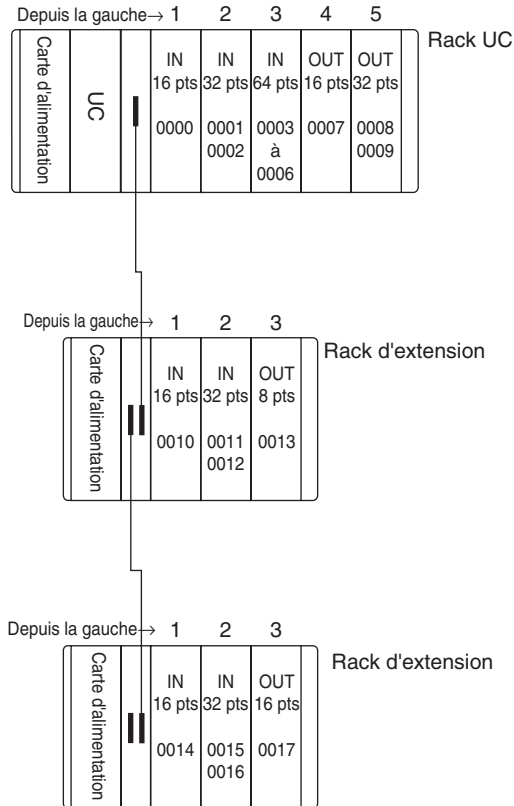 Depuis la gauche→ 1 2 3 4 5
Rack UC
Carte d'alimentation
UC
IN IN IN OUT OUT
16 pts 32 pts 64 pts 16 pts 32 pts
0000 0001 0003 0007 0008
0002 à 0009
0006
Depuis la gauche→ 1 2 3
Rack d'extension
Carte d'alimentation
IN IN OUT
16 pts 32 pts 8 pts
0010 0011 0013
0012
Depuis la gauche→ 1 2 3
Rack d'extension
Carte d'alimentation
IN IN OUT
16 pts 32 pts 16 pts
0014 0015 0017
0016